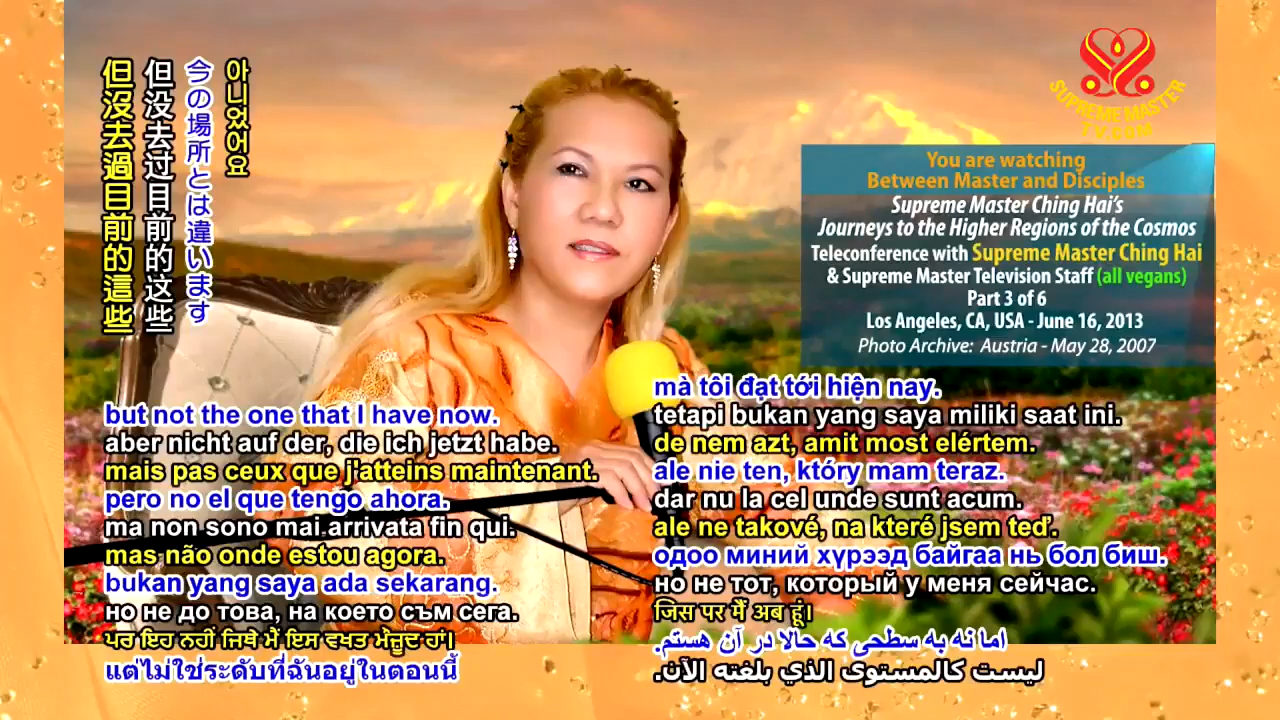 아니었어요
今の場所とは違います
但没去过目前的这些
但沒去過目前的這些
SUPREME MASTER
TV.COM
You are watching
Between Master and Disciples
Supreme Master Ching Hai's
Journeys to the Higher Regions of the Cosmos
Teleconference with Supreme Master Ching Hai
& Supreme Master Television Staff (all vegans)
Part 3 of 6
Los Angeles, CA, USA - June 16, 2013
Photo Archive: Austria - May 28, 2007
but not the one that I have now.
aber nicht auf der, die ich jetzt habe.
mais pas ceux que j'atteins maintenant.
pero no el que tengo ahora.
ma non sono mai arrivata fin qui.
mas não onde estou agora.
bukan yang saya ada sekarang.
но не до това, на което съм сега.
ਪਰ ਇਹ ਨਹੀਂ ਜਿਥੇ ਮੈਂ ਇਸ ਵਖਤ ਮੌਜੂਦ ਹਾਂ।
แต่ไม่ใช่ระดับที่ฉันอยู่ในตอนนี้
mà tôi đạt tới hiện nay.
tetapi bukan yang saya miliki saat ini.
de nem azt, amit most elértem.
ale nie ten, który mam teraz.
dar nu la cel unde sunt acum.
ale ne takové, na které jsem teď.
одоо миний хүрээд байгаа нь бол биш.
но не тот, который у меня сейчас.
जिस पर मैं अब हूं।
اما نه به سطحی که حالا در آن هستم.
ليست كالمستوى الذي بلغته الآن.